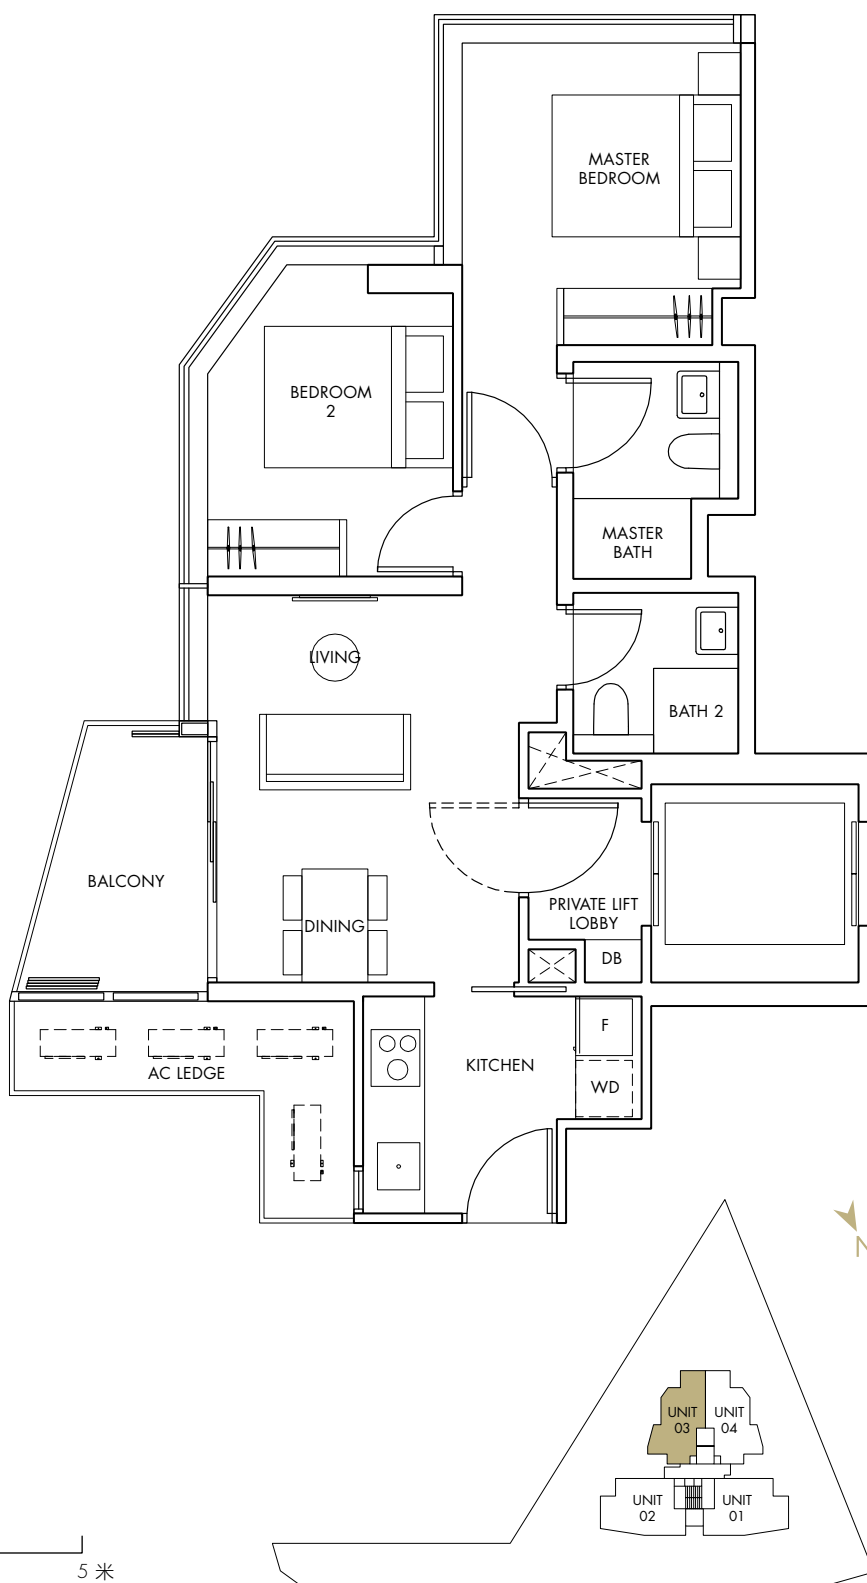 MASTER
BEDROOM
BEDROOM
2
MASTER
BATH
LIVING
BATH 2
BALCONY
DINING
PRIVATE LIFT
LOBBY
DB
F
KITCHEN
AC LEDGE
WD
N
UNIT
03
UNIT
04
UNIT
02
UNIT
01
5 米